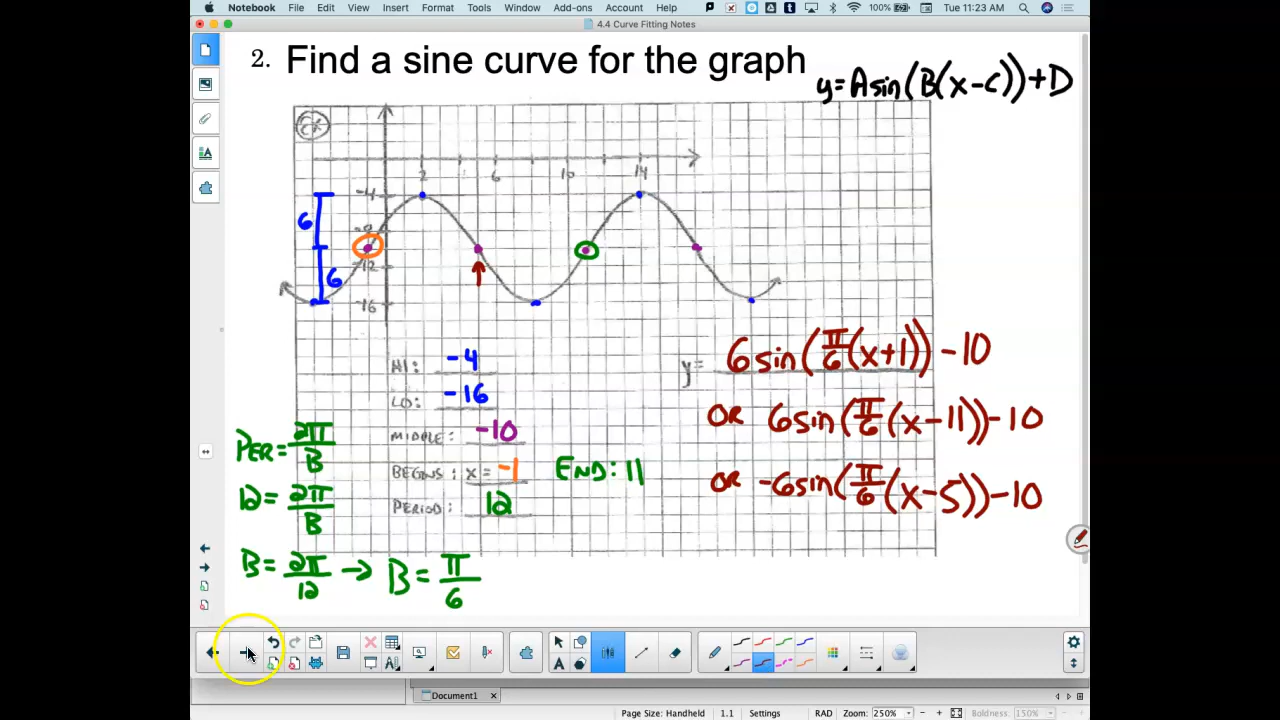 Notebook File Edit View Insert Format Tools Window Add-ons Account Help 100% Tue 11:23 AM
4.4 Curve Fitting Notes
2. Find a sine curve for the graph
y=Asin(B(x-c))+D
2 6 10 14
-4
-8
-12
-16
6
6
HI: -4
LO: -16
MIDDLE: -10
BEGINS: x= -1
END: 11
PERIOD: 12
y= 6sin(π/6(x+1))-10
OR 6sin(π/6(x-11))-10
OR -6sin(π/6(x-5))-10
PER=2π/B
12=2π/B
B=2π/12→B=π/6
Document1
Page Size: Handheld 1.1 Settings RAD Zoom: 250% Boldness: 150%